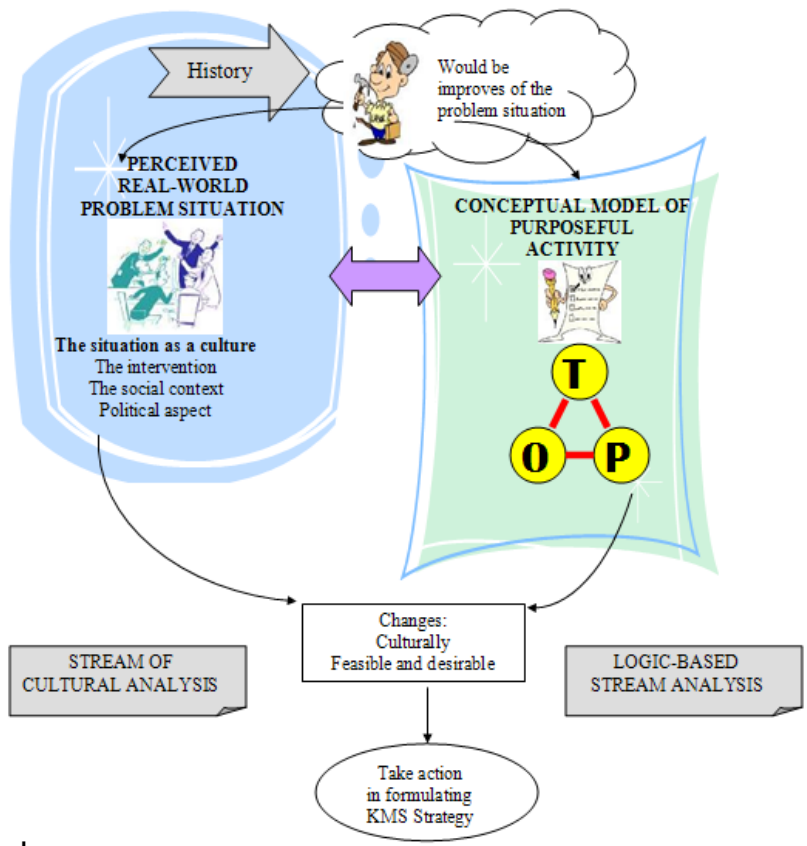 History
Would be
improves of the
problem situation
PERCEIVED
REAL-WORLD
PROBLEM SITUATION
The situation as a culture
The intervention
The social context
Political aspect
CONCEPTUAL MODEL OF
PURPOSEFUL
ACTIVITY
T
O
P
Changes:
Culturally
Feasible and desirable
STREAM OF
CULTURAL ANALYSIS
LOGIC-BASED
STREAM ANALYSIS
Take action
in formulating
KMS Strategy